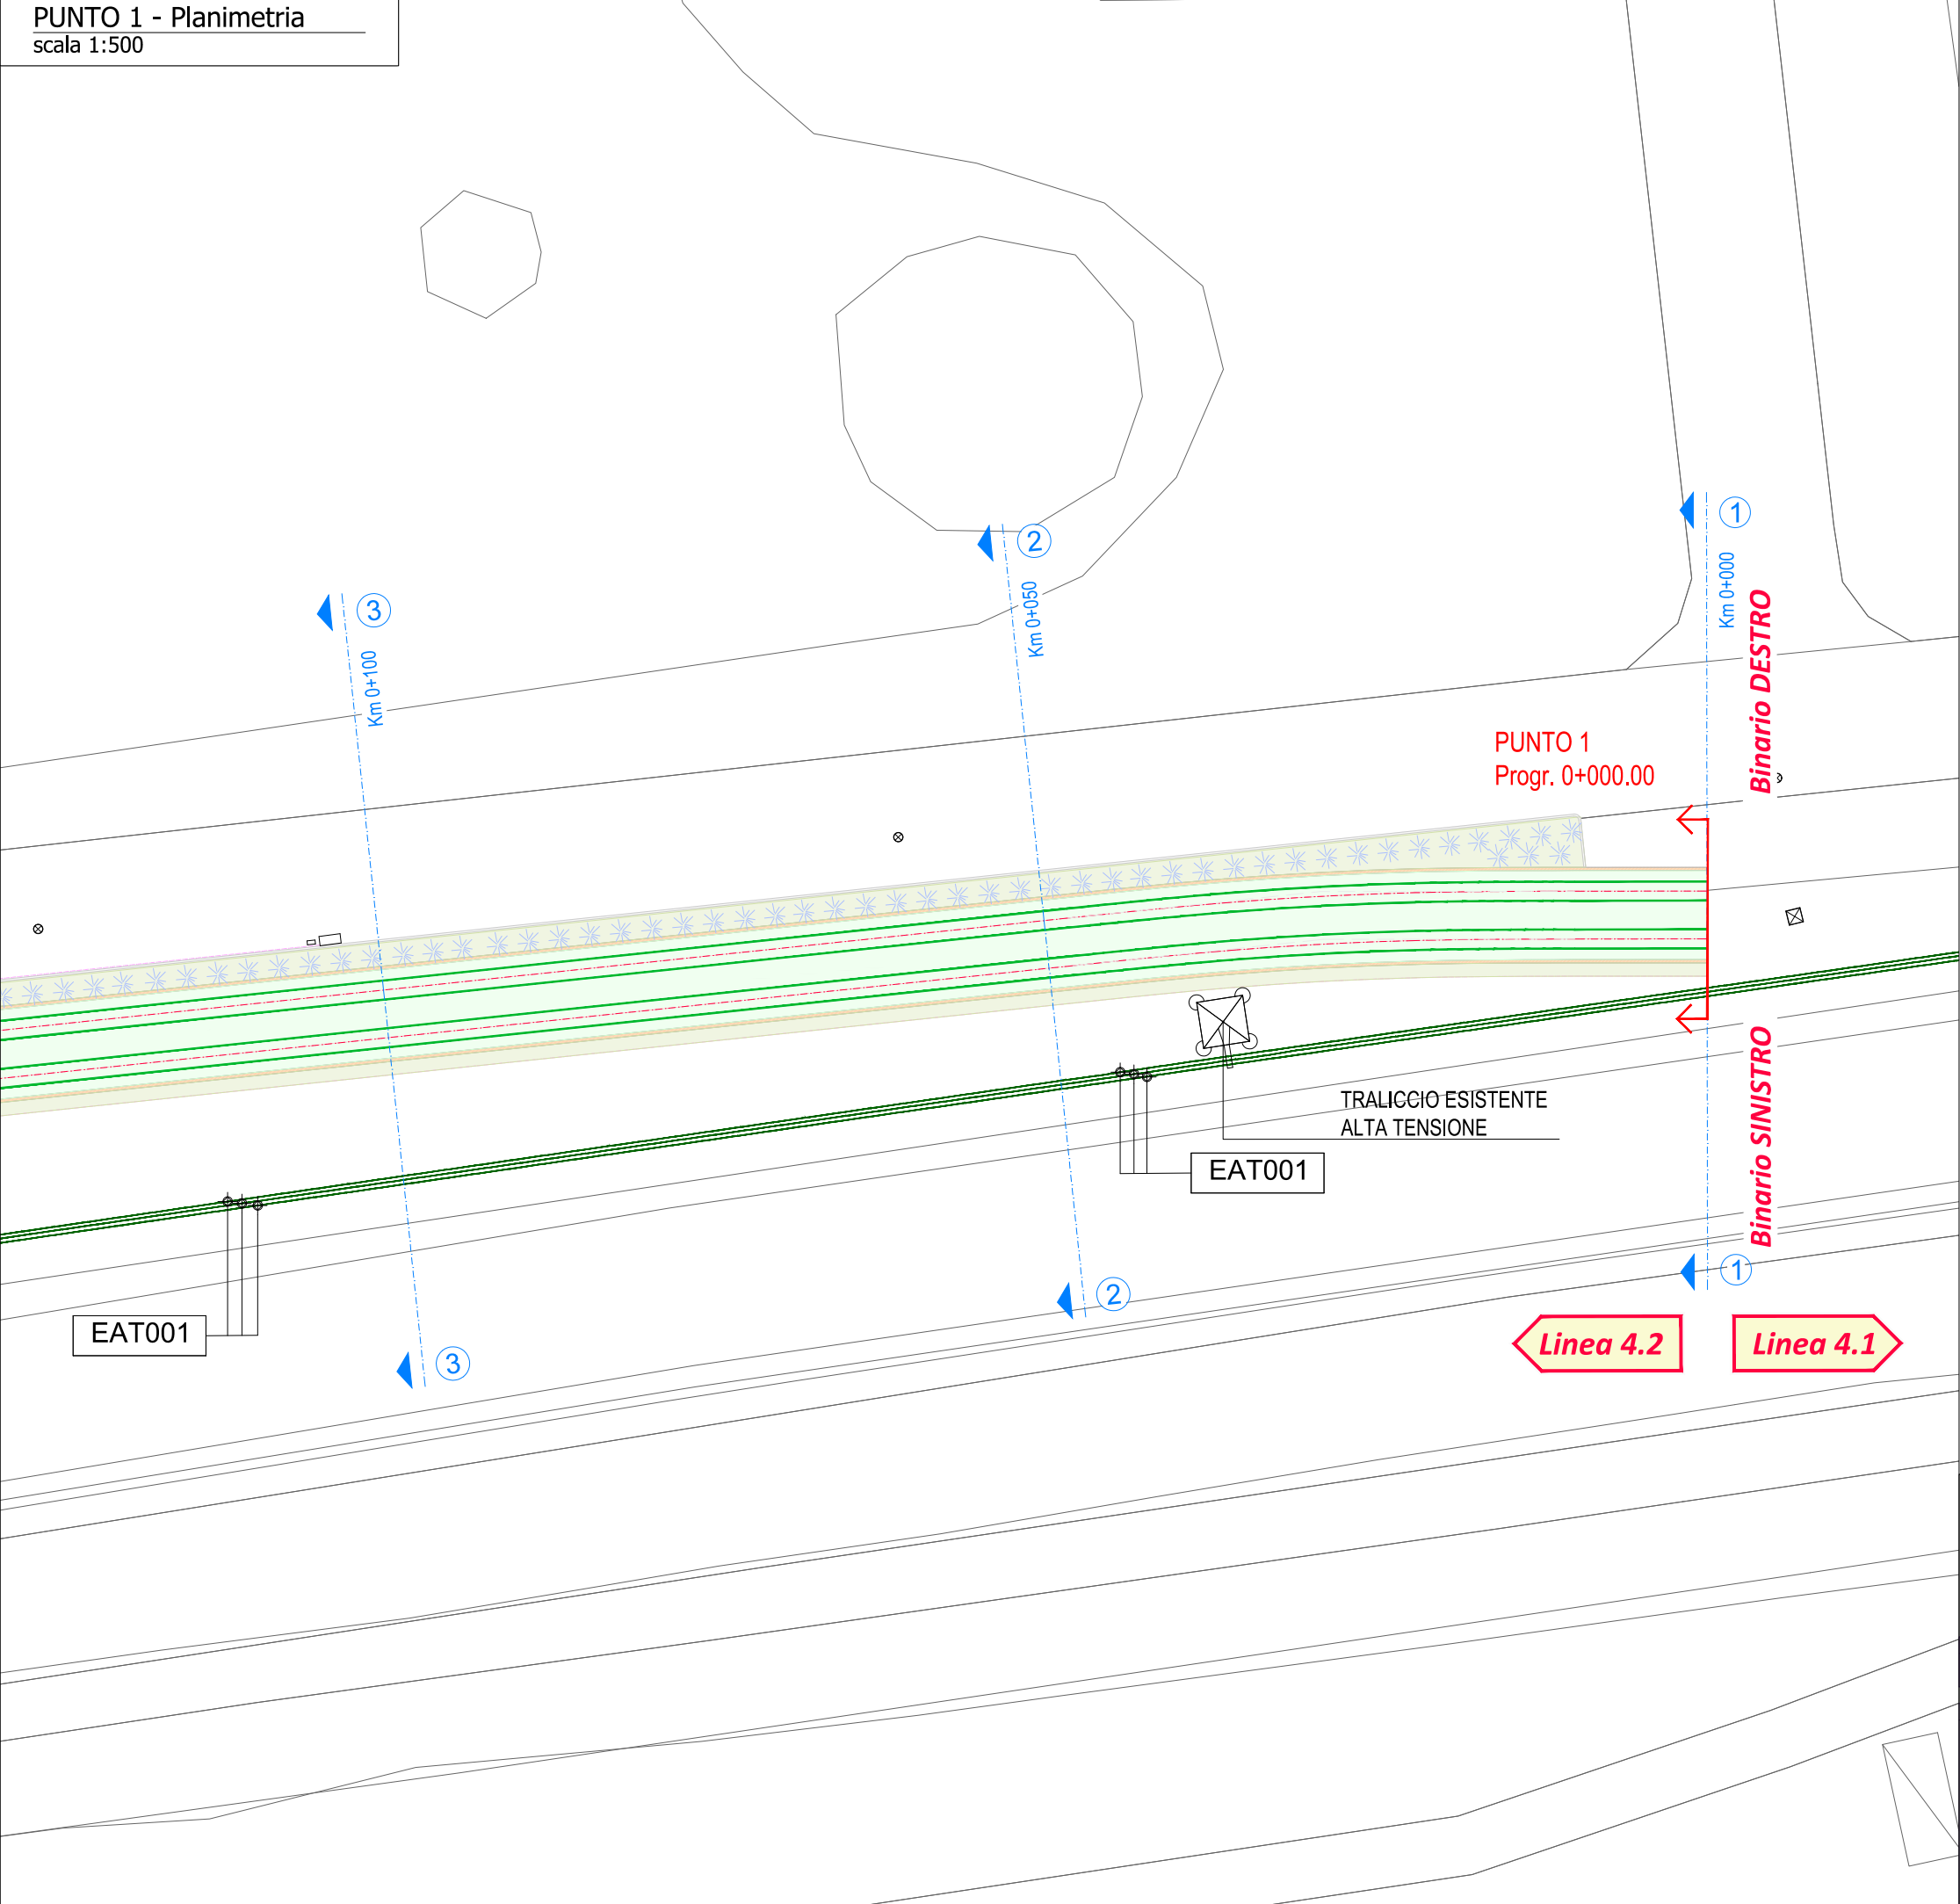 PUNTO 1 - Planimetria
scala 1:500
1
2
3
Km 0+000
Km 0+050
Km 0+100
Binario DESTRO
PUNTO 1
Progr. 0+000.00
Binario SINISTRO
TRALICCIO ESISTENTE
ALTA TENSIONE
EAT001
1
2
EAT001
3
Linea 4.2
Linea 4.1